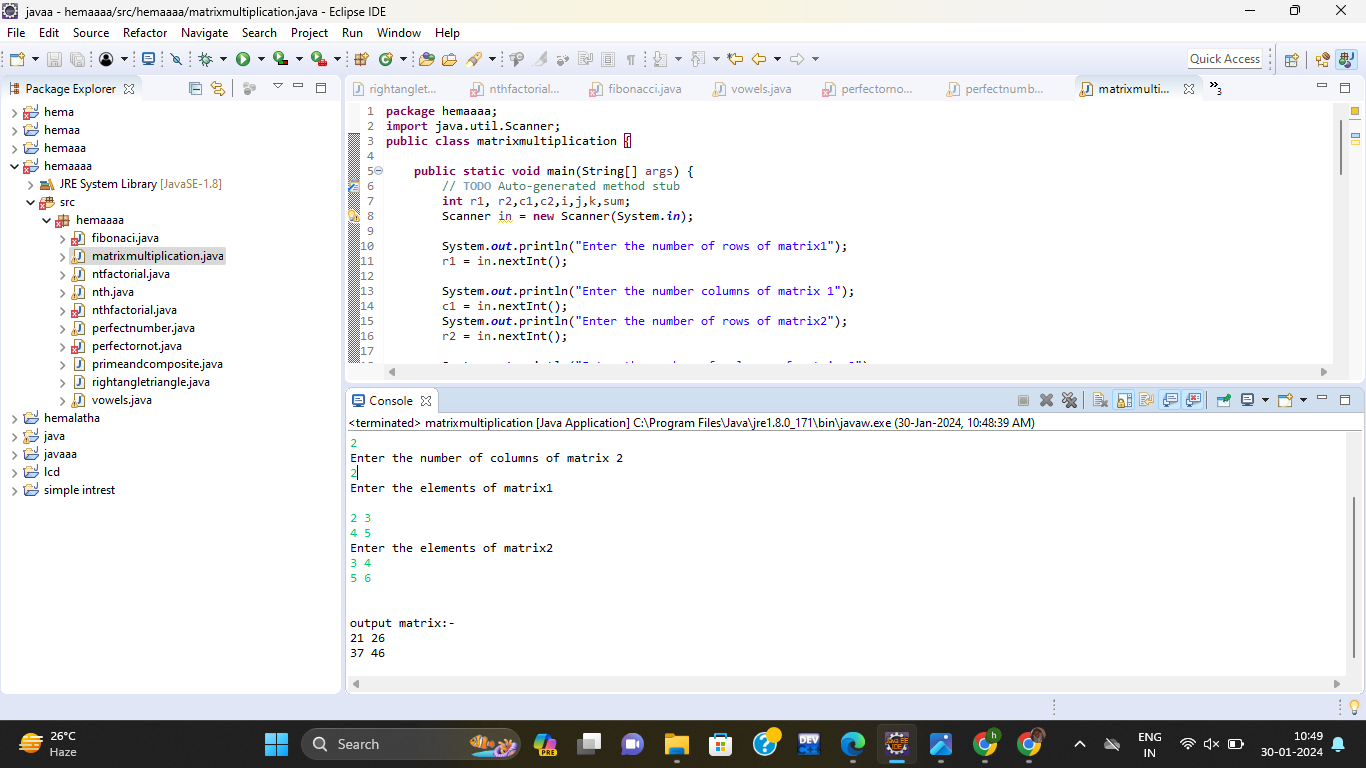 javaa - hemaaaa/src/hemaaaa/matrixmultiplication.java - Eclipse IDE
File Edit Source Refactor Navigate Search Project Run Window Help
Quick Access
Package Explorer
hema
hemaa
hemaaa
hemaaaa
JRE System Library [JavaSE-1.8]
src
hemaaaa
fibonaci.java
matrixmultiplication.java
ntfactorial.java
nth.java
nthfactorial.java
perfectnumber.java
perfectornot.java
primeandcomposite.java
rightangletriangle.java
vowels.java
hemalatha
java
javaaa
lcd
simple intrest
rightanglet... nthfactorial... fibonacci.java vowels.java perfectorno... perfectnumb... matrixmulti... »3
1 package hemaaaa;
2 import java.util.Scanner;
3 public class matrixmultiplication {
4
5 public static void main(String[] args) {
6 // TODO Auto-generated method stub
7 int r1, r2,c1,c2,i,j,k,sum;
8 Scanner in = new Scanner(System.in);
9
10 System.out.println("Enter the number of rows of matrix1");
11 r1 = in.nextInt();
12
13 System.out.println("Enter the number columns of matrix 1");
14 c1 = in.nextInt();
15 System.out.println("Enter the number of rows of matrix2");
16 r2 = in.nextInt();
17
Console
<terminated> matrixmultiplication [Java Application] C:\Program Files\Java\jre1.8.0_171\bin\javaw.exe (30-Jan-2024, 10:48:39 AM)
2
Enter the number of columns of matrix 2
2
Enter the elements of matrix1
2 3
4 5
Enter the elements of matrix2
3 4
5 6
output matrix:-
21 26
37 46
26°C
Haze
Search
PRE
DEV
ENG
IN
10:49
30-01-2024